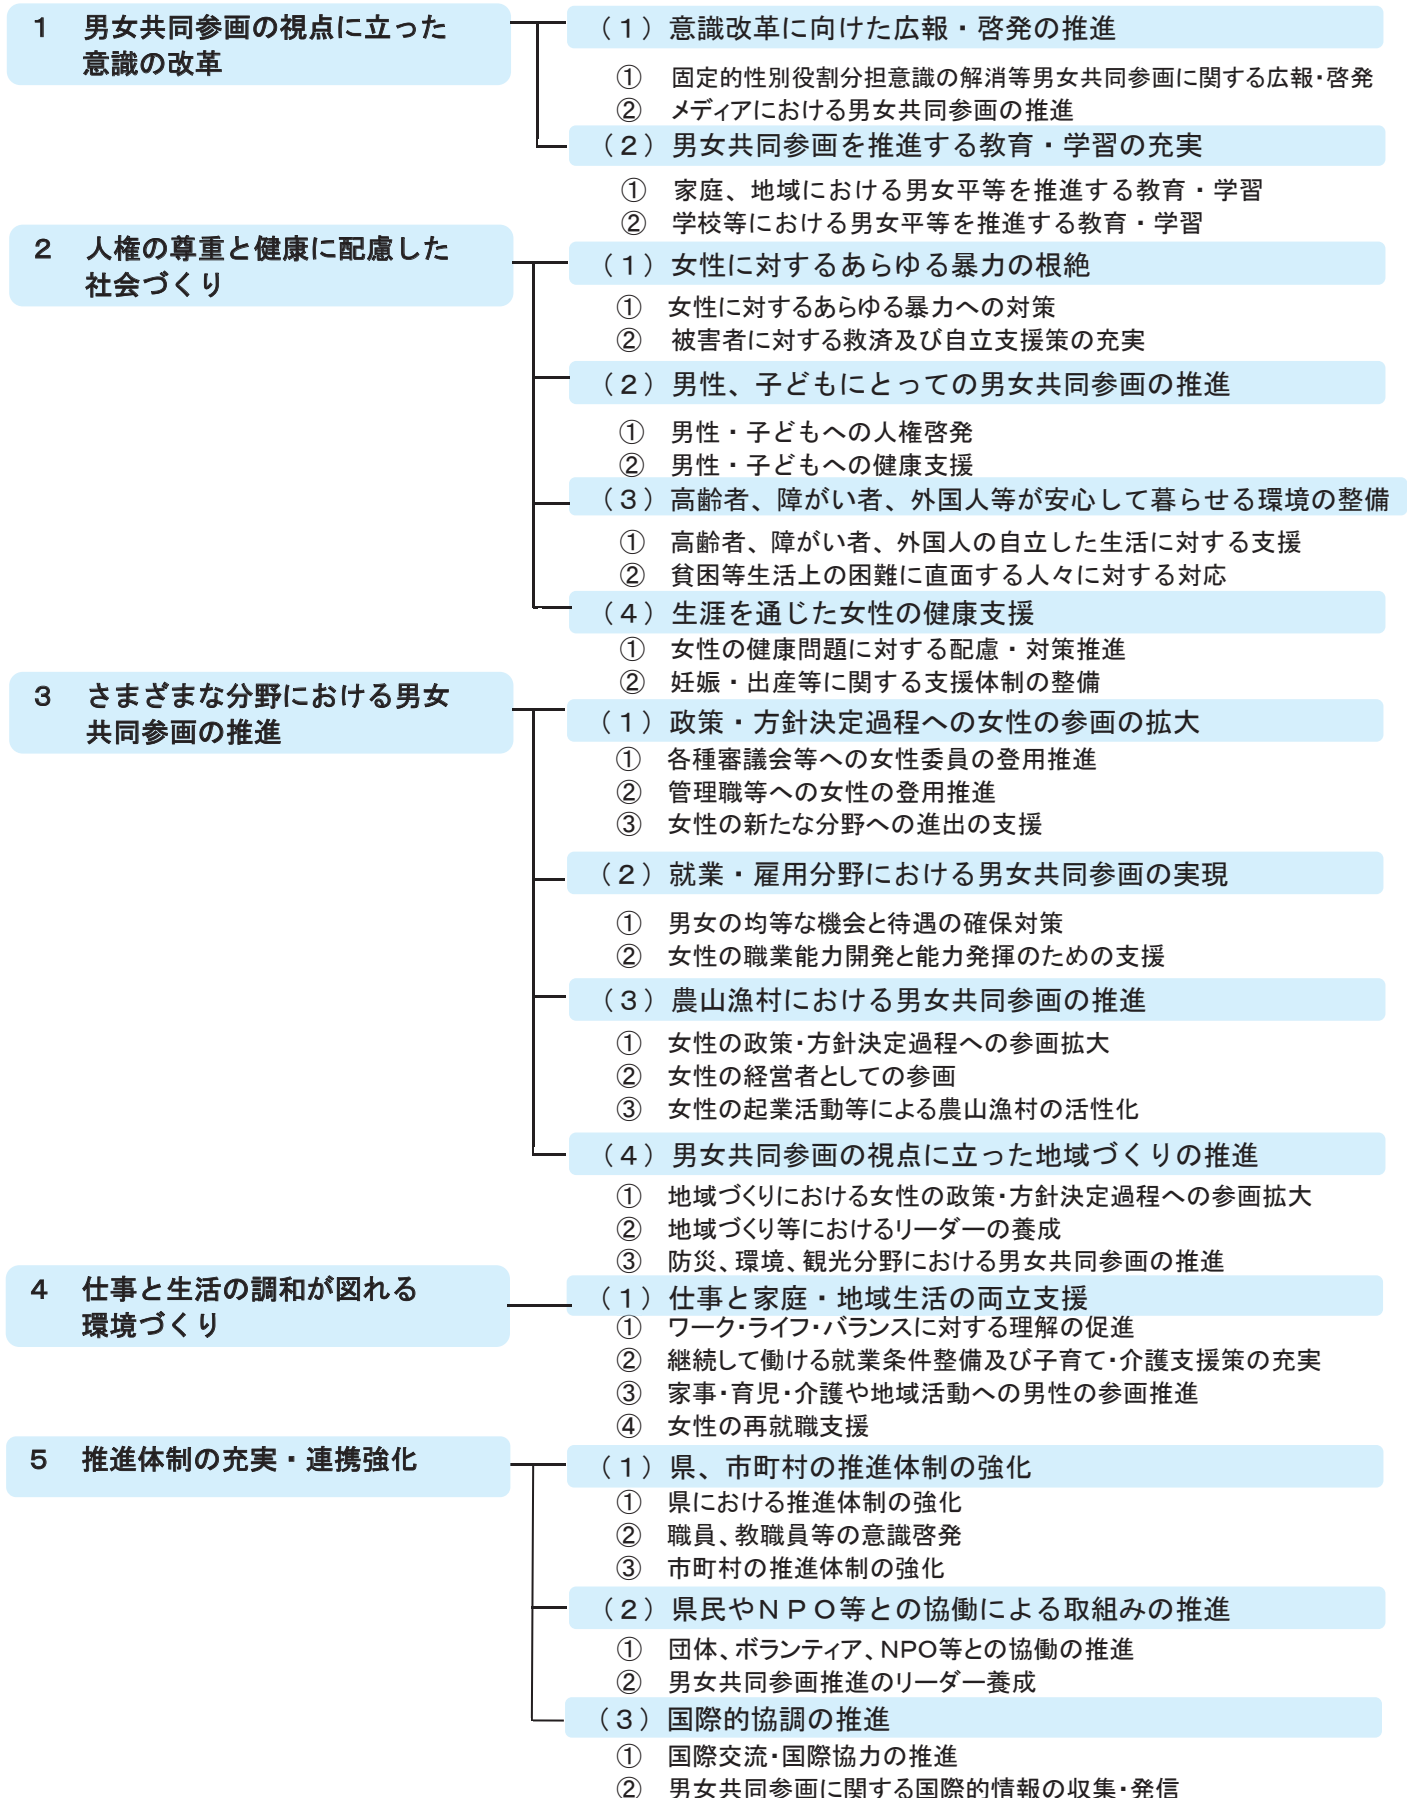 1 男女共同参画の視点に立った
意識の改革
(1)意識改革に向けた広報・啓発の推進
① 固定的性別役割分担意識の解消等男女共同参画に関する広報・啓発
② メディアにおける男女共同参画の推進
(2)男女共同参画を推進する教育・学習の充実
① 家庭、地域における男女平等を推進する教育・学習
② 学校等における男女平等を推進する教育・学習
2 人権の尊重と健康に配慮した
社会づくり
(1)女性に対するあらゆる暴力の根絶
① 女性に対するあらゆる暴力への対策
② 被害者に対する救済及び自立支援策の充実
(2)男性、子どもにとっての男女共同参画の推進
① 男性・子どもへの人権啓発
② 男性・子どもへの健康支援
(3)高齢者、障がい者、外国人等が安心して暮らせる環境の整備
① 高齢者、障がい者、外国人の自立した生活に対する支援
② 貧困等生活上の困難に直面する人々に対する対応
(4)生涯を通じた女性の健康支援
① 女性の健康問題に対する配慮・対策推進
② 妊娠・出産等に関する支援体制の整備
3 さまざまな分野における男女
共同参画の推進
(1)政策・方針決定過程への女性の参画の拡大
① 各種審議会等への女性委員の登用推進
② 管理職等への女性の登用推進
③ 女性の新たな分野への進出の支援
(2)就業・雇用分野における男女共同参画の実現
① 男女の均等な機会と待遇の確保対策
② 女性の職業能力開発と能力発揮のための支援
(3)農山漁村における男女共同参画の推進
① 女性の政策・方針決定過程への参画拡大
② 女性の経営者としての参画
③ 女性の起業活動等による農山漁村の活性化
(4)男女共同参画の視点に立った地域づくりの推進
① 地域づくりにおける女性の政策・方針決定過程への参画拡大
② 地域づくり等におけるリーダーの養成
③ 防災、環境、観光分野における男女共同参画の推進
4 仕事と生活の調和が図れる
環境づくり
(1)仕事と家庭・地域生活の両立支援
① ワーク・ライフ・バランスに対する理解の促進
② 継続して働ける就業条件整備及び子育て・介護支援策の充実
③ 家事・育児・介護や地域活動への男性の参画推進
④ 女性の再就職支援
5 推進体制の充実・連携強化
(1)県、市町村の推進体制の強化
① 県における推進体制の強化
② 職員、教職員等の意識啓発
③ 市町村の推進体制の強化
(2)県民やNPO等との協働による取組みの推進
① 団体、ボランティア、NPO等との協働の推進
② 男女共同参画推進のリーダー養成
(3)国際的協調の推進
① 国際交流・国際協力の推進
② 男女共同参画に関する国際的情報の収集・発信